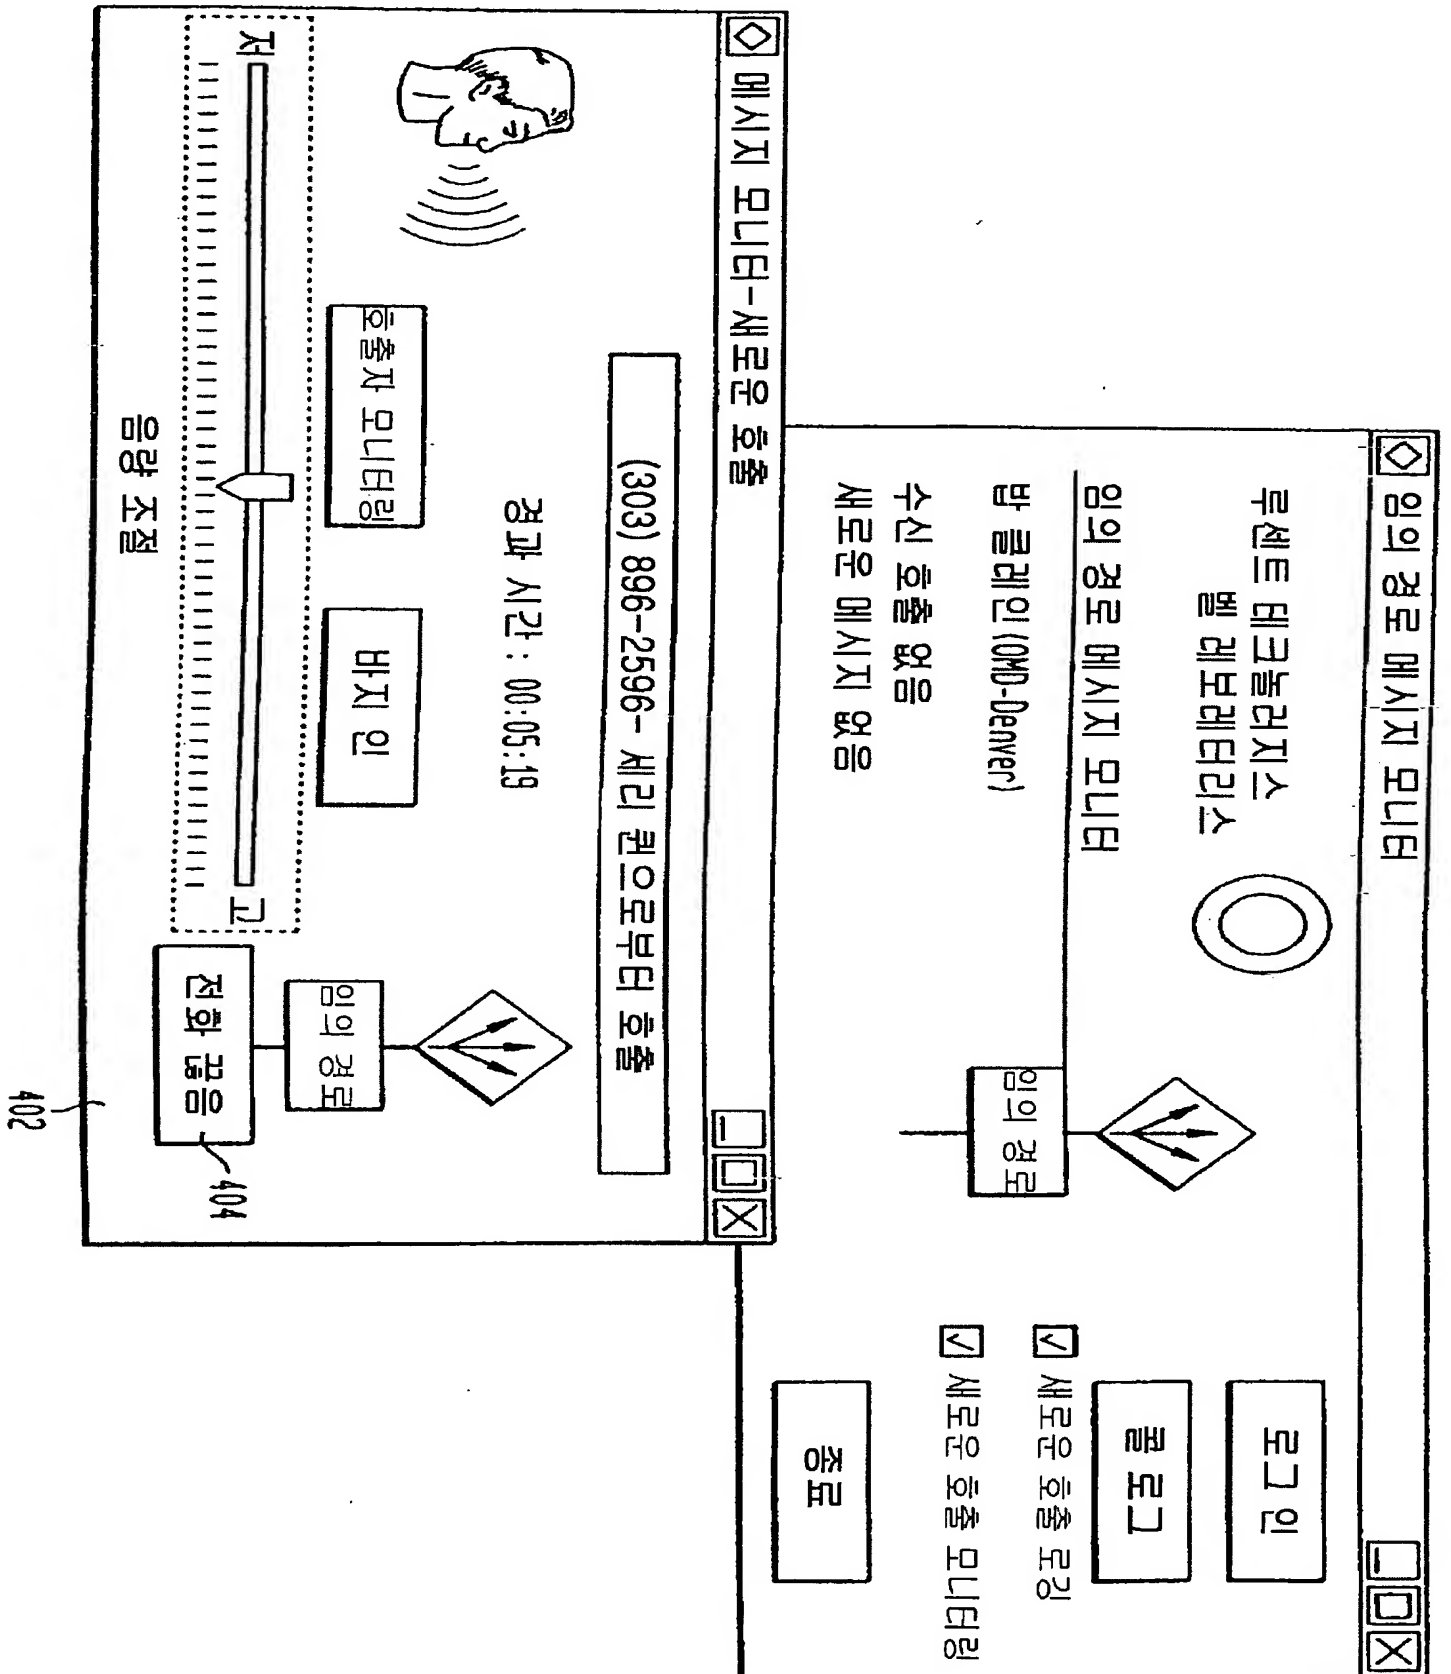 임의 경로 메시지 모니터
루센트 테크놀러지스
벨 레보레터리스
임의 경로 메시지 모니터
밥 클레인 (OMD-Denver)
수신 호출 없음
새로운 메시지 없음
임의 경로
로그 인
콜 로그
√ 새로운 호출 로깅
√ 새로운 호출 모니터링
종료
메시지 모니터-새로운 호출
(303) 896-2596- 세리 퀸으로부터 호출
경과 시간 : 00:05:19
호출자 모니터링
바지 인
임의 경로
저
고
음량 조절
전화 끊음
404
402